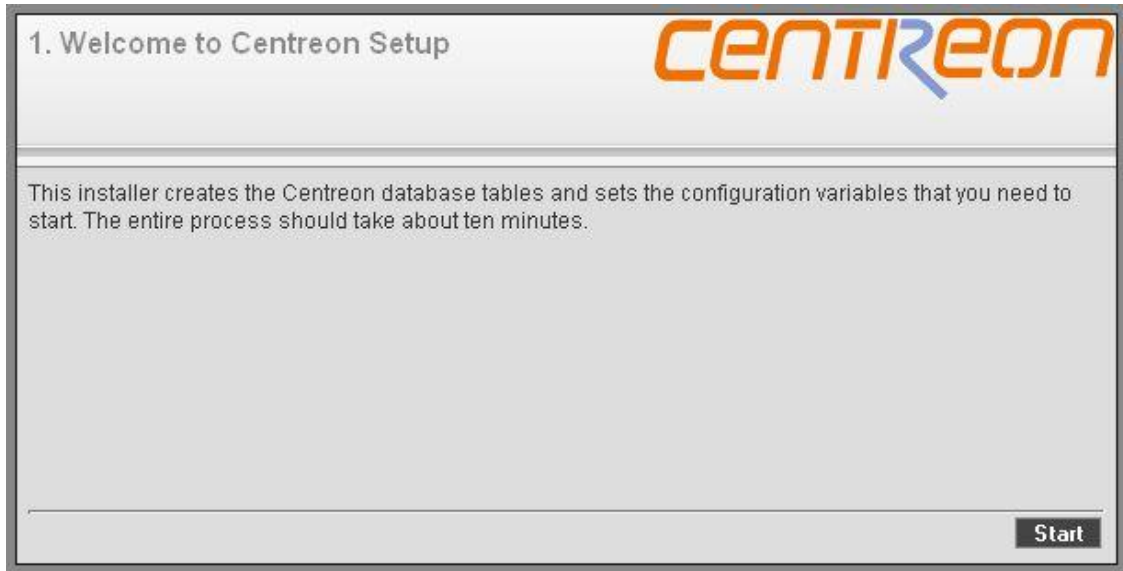 1. Welcome to Centreon Setup
CENTREON
This installer creates the Centreon database tables and sets the configuration variables that you need to
start. The entire process should take about ten minutes.
Start